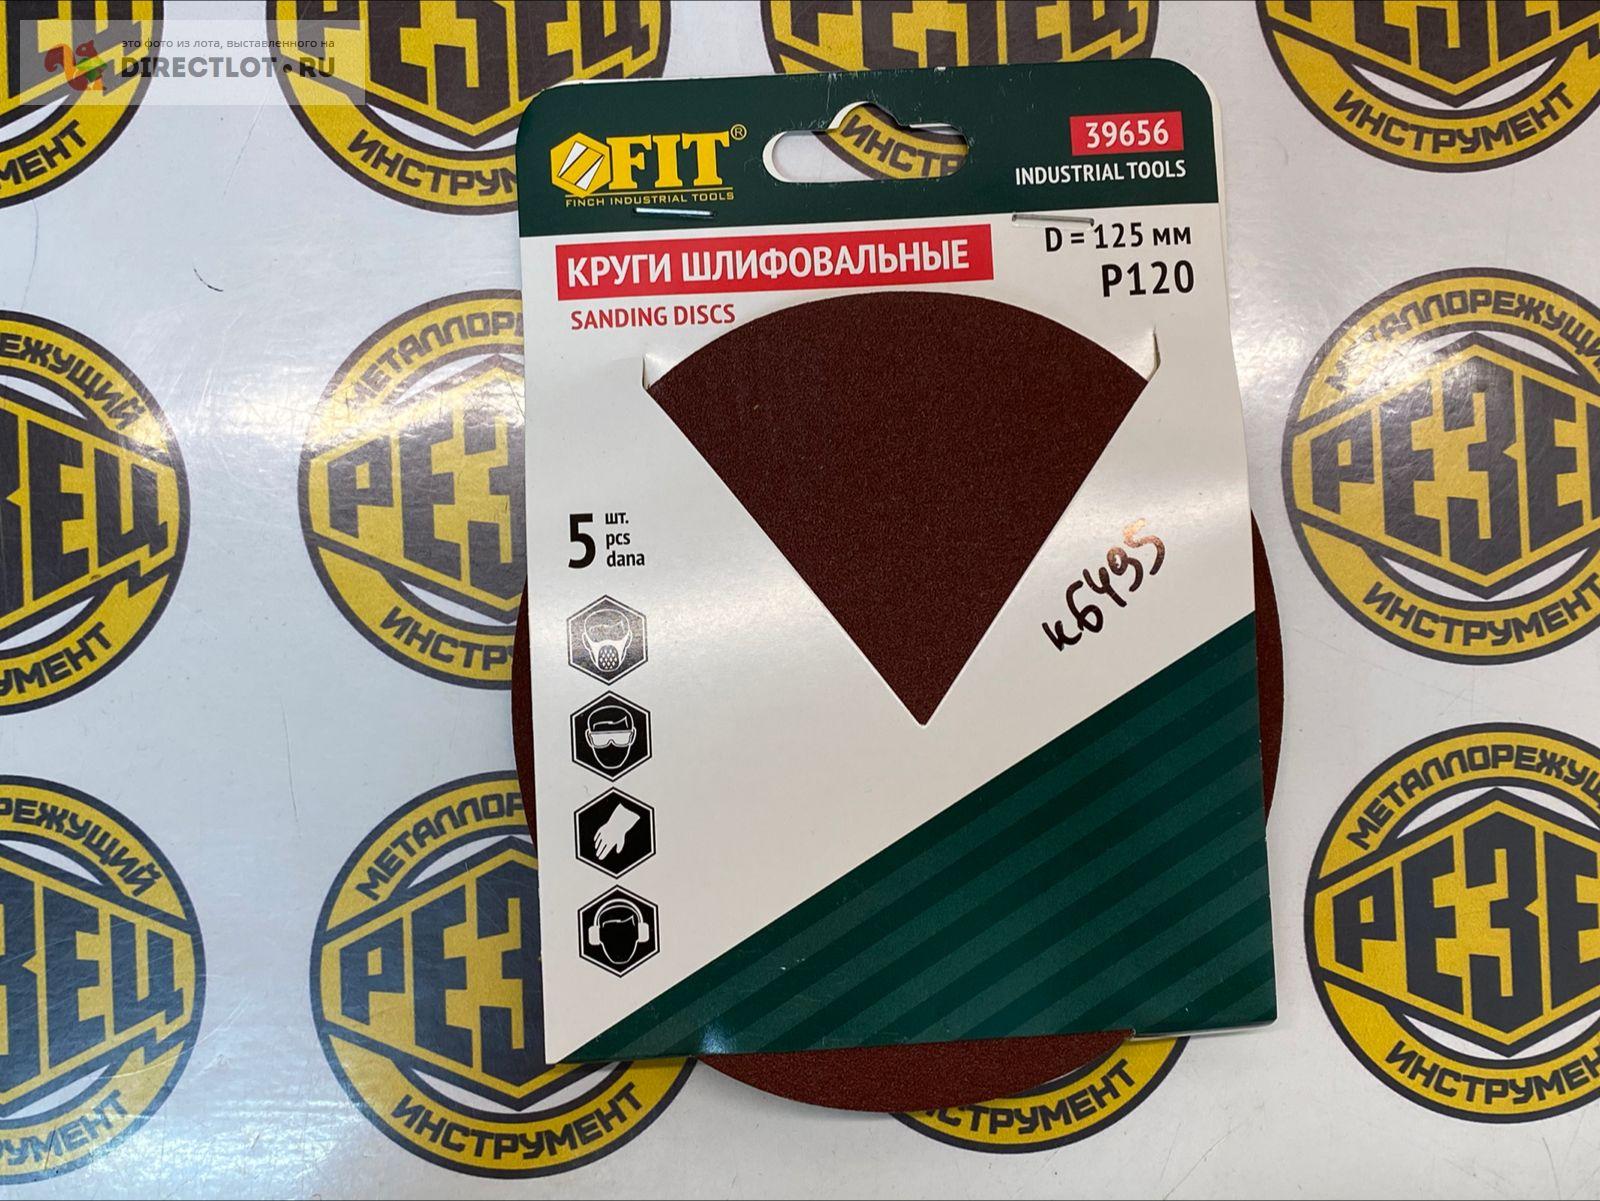 это фото из лота, выставленного на
DIRECTLOT.RU
FIT®
FINCH INDUSTRIAL TOOLS
39656
INDUSTRIAL TOOLS
КРУГИ ШЛИФОВАЛЬНЫЕ
SANDING DISCS
D = 125 мм
P120
5 шт.
pcs
dana
к6495
МЕТАЛЛОРЕЖУЩИЙ
РЕЗЕЦ
ИНСТРУМЕНТ